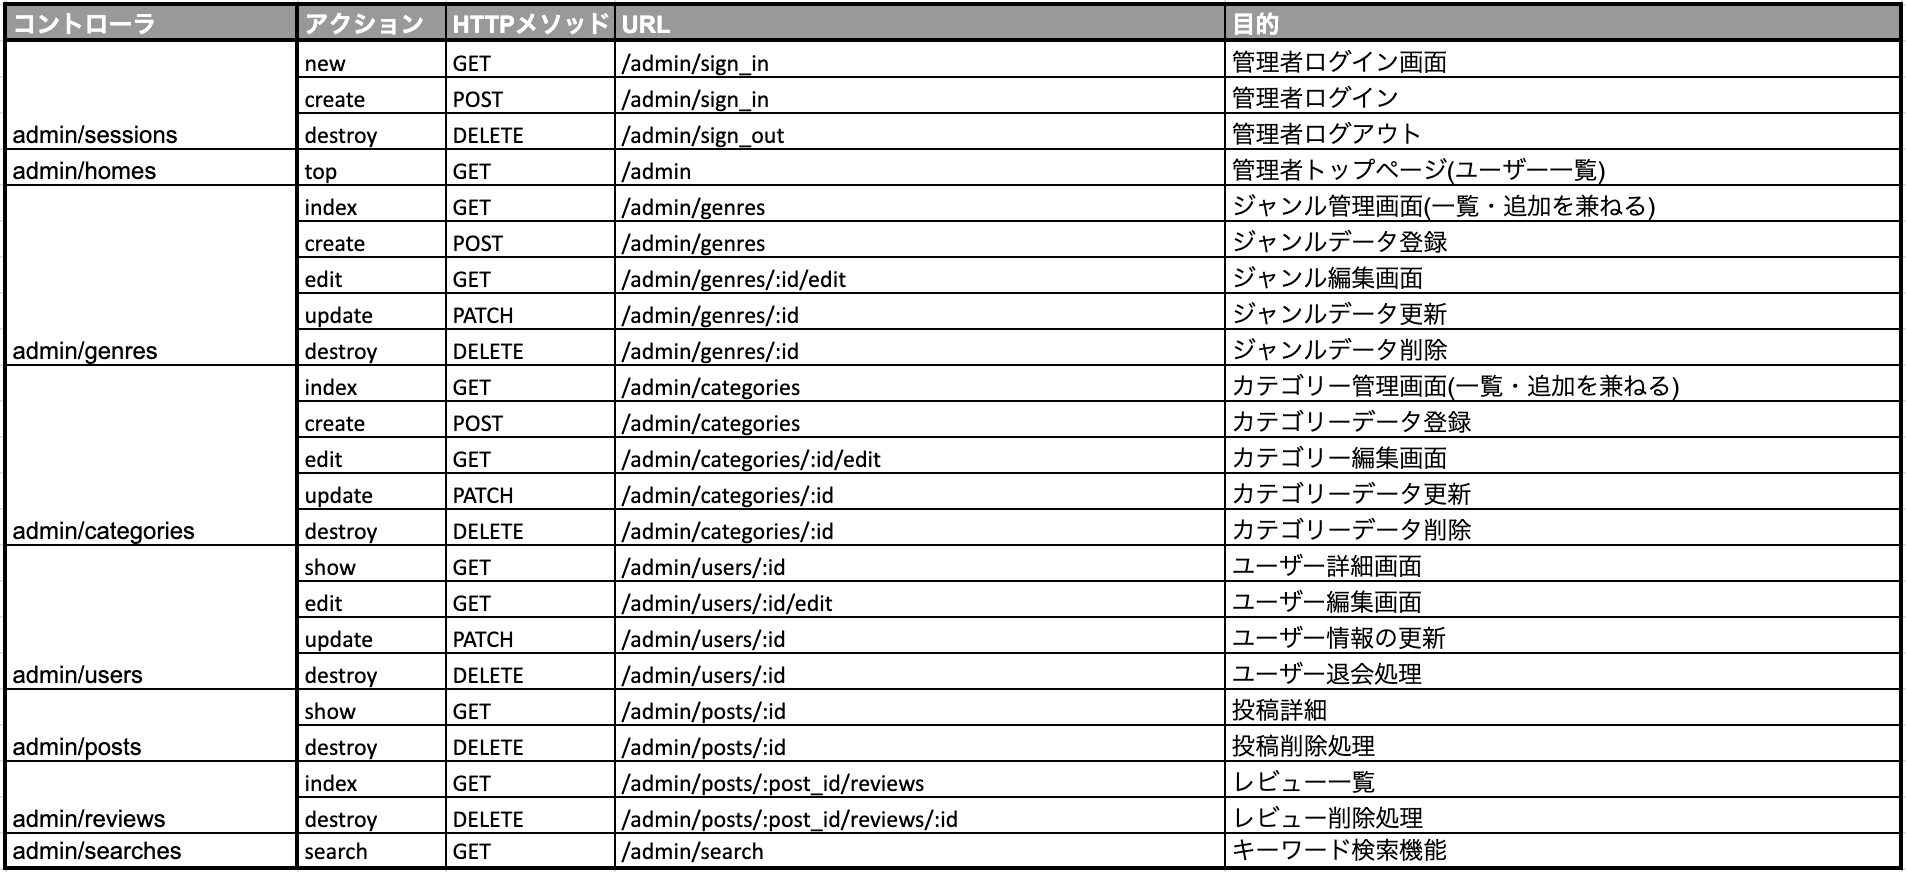 コントローラ アクション HTTPメソッド URL 目的
new GET /admin/sign_in 管理者ログイン画面
create POST /admin/sign_in 管理者ログイン
admin/sessions destroy DELETE /admin/sign_out 管理者ログアウト
admin/homes top GET /admin 管理者トップページ(ユーザー一覧)
index GET /admin/genres ジャンル管理画面(一覧・追加を兼ねる)
create POST /admin/genres ジャンルデータ登録
edit GET /admin/genres/:id/edit ジャンル編集画面
update PATCH /admin/genres/:id ジャンルデータ更新
admin/genres destroy DELETE /admin/genres/:id ジャンルデータ削除
index GET /admin/categories カテゴリー管理画面(一覧・追加を兼ねる)
create POST /admin/categories カテゴリーデータ登録
edit GET /admin/categories/:id/edit カテゴリー編集画面
update PATCH /admin/categories/:id カテゴリーデータ更新
admin/categories destroy DELETE /admin/categories/:id カテゴリーデータ削除
show GET /admin/users/:id ユーザー詳細画面
edit GET /admin/users/:id/edit ユーザー編集画面
update PATCH /admin/users/:id ユーザー情報の更新
admin/users destroy DELETE /admin/users/:id ユーザー退会処理
show GET /admin/posts/:id 投稿詳細
admin/posts destroy DELETE /admin/posts/:id 投稿削除処理
index GET /admin/posts/:post_id/reviews レビュー一覧
admin/reviews destroy DELETE /admin/posts/:post_id/reviews/:id レビュー削除処理
admin/searches search GET /admin/search キーワード検索機能